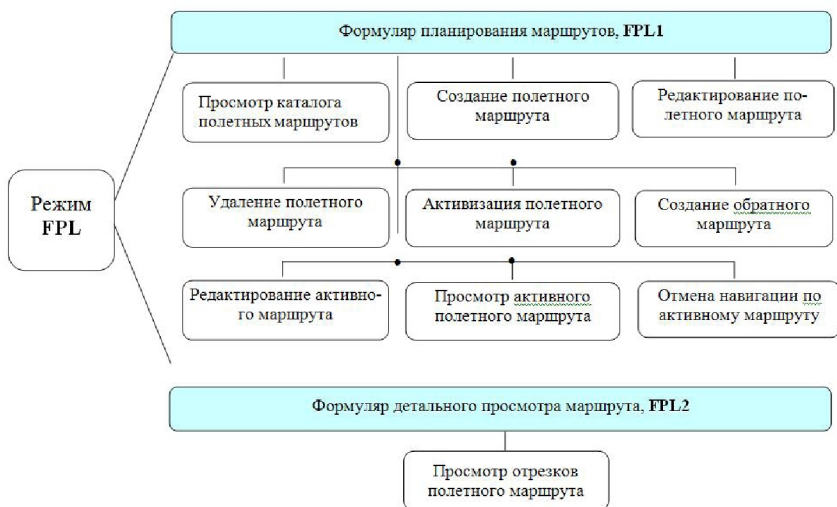 Формуляр планирования маршрутов, FPL1
Просмотр каталога
полетных маршрутов
Создание полетного
маршрута
Редактирование по-
летного маршрута
Режим
FPL
Удаление полетного
маршрута
Активизация полетного
маршрута
Создание обратного
маршрута
Редактирование активно-
го маршрута
Просмотр активного
полетного маршрута
Отмена навигации по
активному маршруту
Формуляр детального просмотра маршрута, FPL2
Просмотр отрезков
полетного маршрута